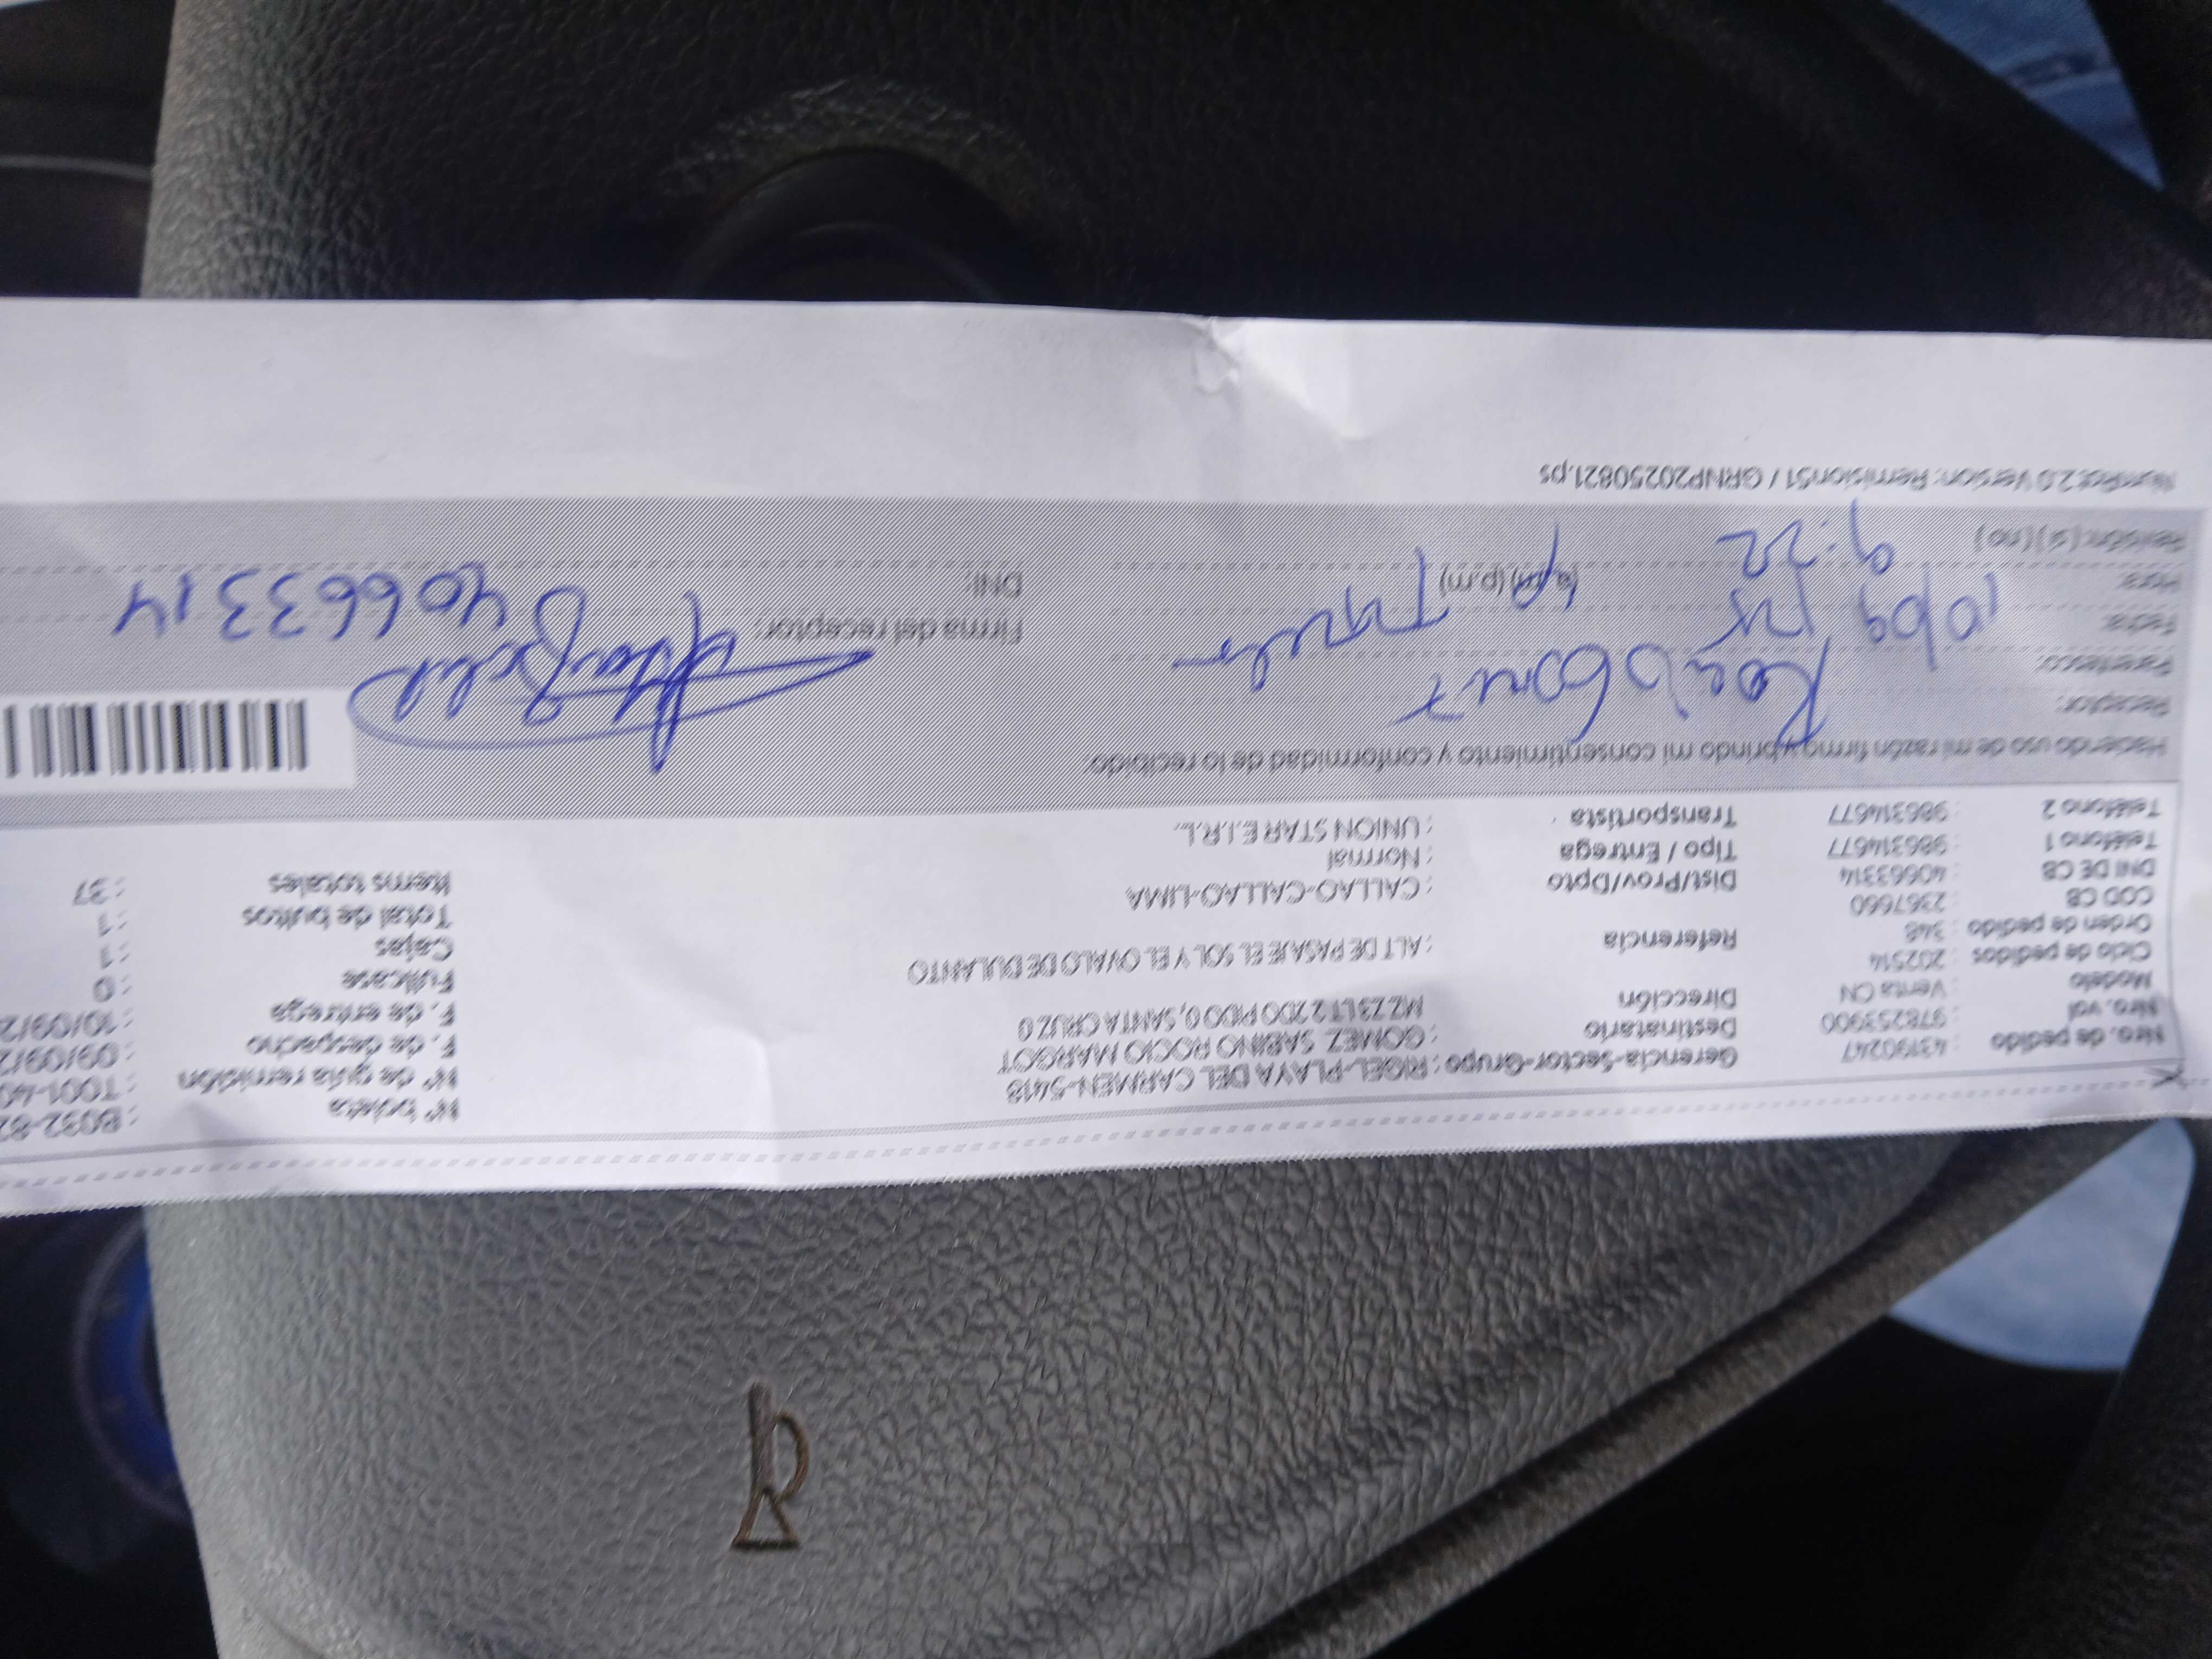 Gerencia-Sector-Grupo : RIGEL-PLAYA DEL CARMEN-5418
Nro. de pedido : 43190247
Destinatario : GOMEZ SABINO ROCIO MARGOT
Nro. vol : 978253900
Dirección MZ Z3 LT 2 2DO PIDO 0, SANTA CRUZ 0
Modelo : Venta CN
Ciclo de pedidos : 202514
Referencia : ALT DE PASAJE EL SOL Y EL OVALO DE DULANTO
Orden de pedido : 348
COD CB : 2367660
Dist/Prov/Dpto : CALLAO-CALLAO-LIMA
DNI DE CB : 40663314
Tipo / Entrega : Normal
Teléfono 1 : 986314677
Transportista : UNION STAR E.I.R.L.
Teléfono 2 : 986314677
N° boleta : B032-82
N° de guía remisión : T001-40
F. de despacho : 09/09/2
F. de entrega : 10/09/2
Fullcase : 0
Cajas : 1
Total de bultos : 1
Items totales : 37
Haciendo uso de mi razón firmo y brindo mi consentimiento y conformidad de lo recibido:
Receptor: Rocio
Parentesco:
Fecha: 10/09/25
Hora: 9:22 (a.m) (p.m)
Revisión: (si) (no)
Firma del receptor:
DNI: 40663314
Version: Remision51 / GRNP20250821.ps